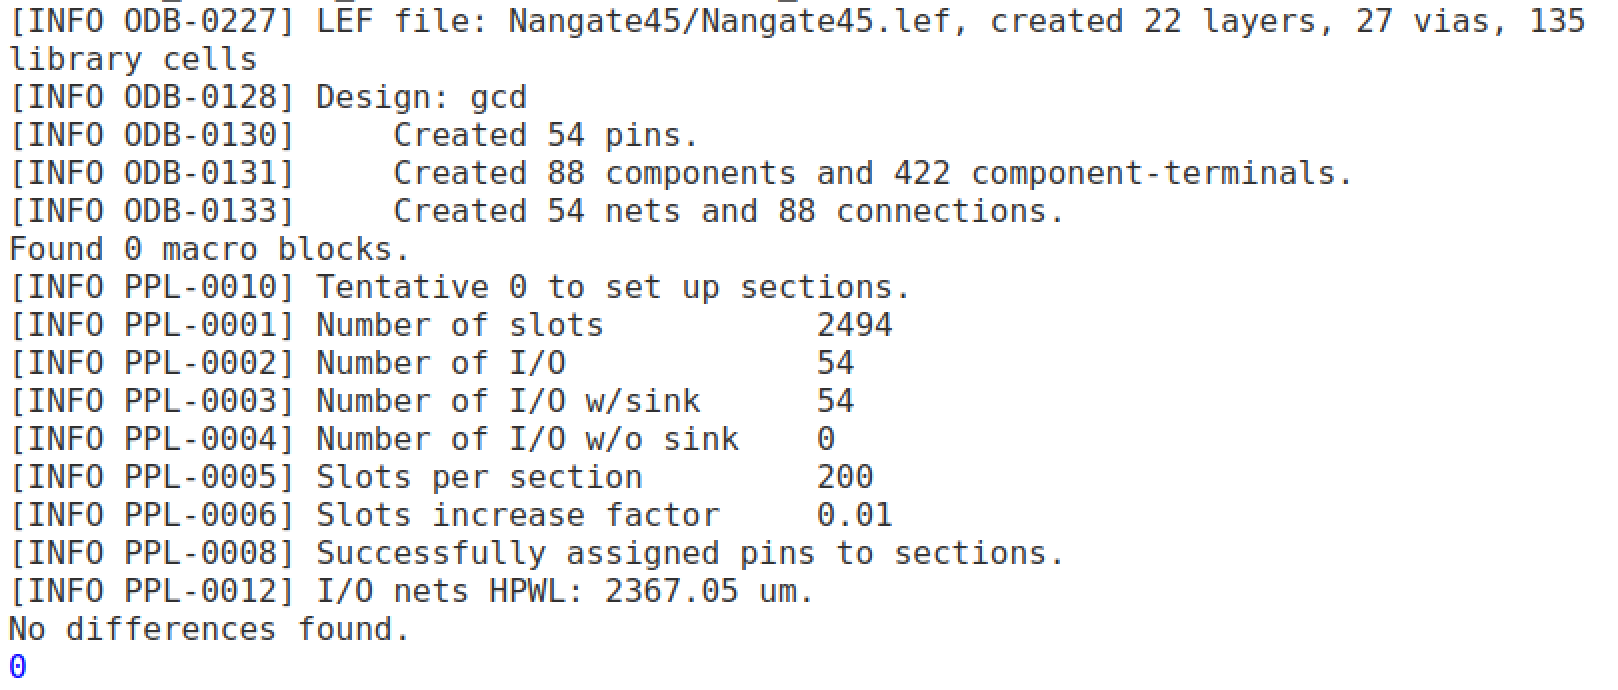 [INFO ODB-0227] LEF file: Nangate45/Nangate45.lef, created 22 layers, 27 vias, 135
library cells
[INFO ODB-0128] Design: gcd
[INFO ODB-0130]     Created 54 pins.
[INFO ODB-0131]     Created 88 components and 422 component-terminals.
[INFO ODB-0133]     Created 54 nets and 88 connections.
Found 0 macro blocks.
[INFO PPL-0010] Tentative 0 to set up sections.
[INFO PPL-0001] Number of slots           2494
[INFO PPL-0002] Number of I/O             54
[INFO PPL-0003] Number of I/O w/sink      54
[INFO PPL-0004] Number of I/O w/o sink    0
[INFO PPL-0005] Slots per section         200
[INFO PPL-0006] Slots increase factor     0.01
[INFO PPL-0008] Successfully assigned pins to sections.
[INFO PPL-0012] I/O nets HPWL: 2367.05 um.
No differences found.
0